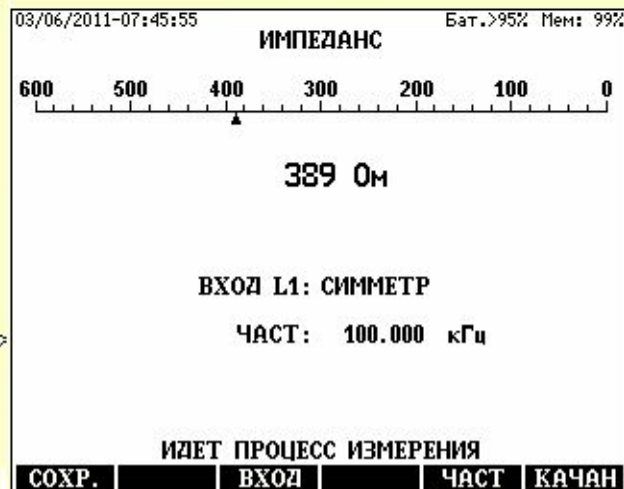 03/06/2011-07:45:55 Бат.>95% Мем: 99%
ИМПЕДАНС
600 500 400 300 200 100 0
389 Ом
ВХОД L1: СИММЕТР
ЧАСТ: 100.000 кГц
ИДЕТ ПРОЦЕСС ИЗМЕРЕНИЯ
СОХР. ВХОД ЧАСТ КАЧАН